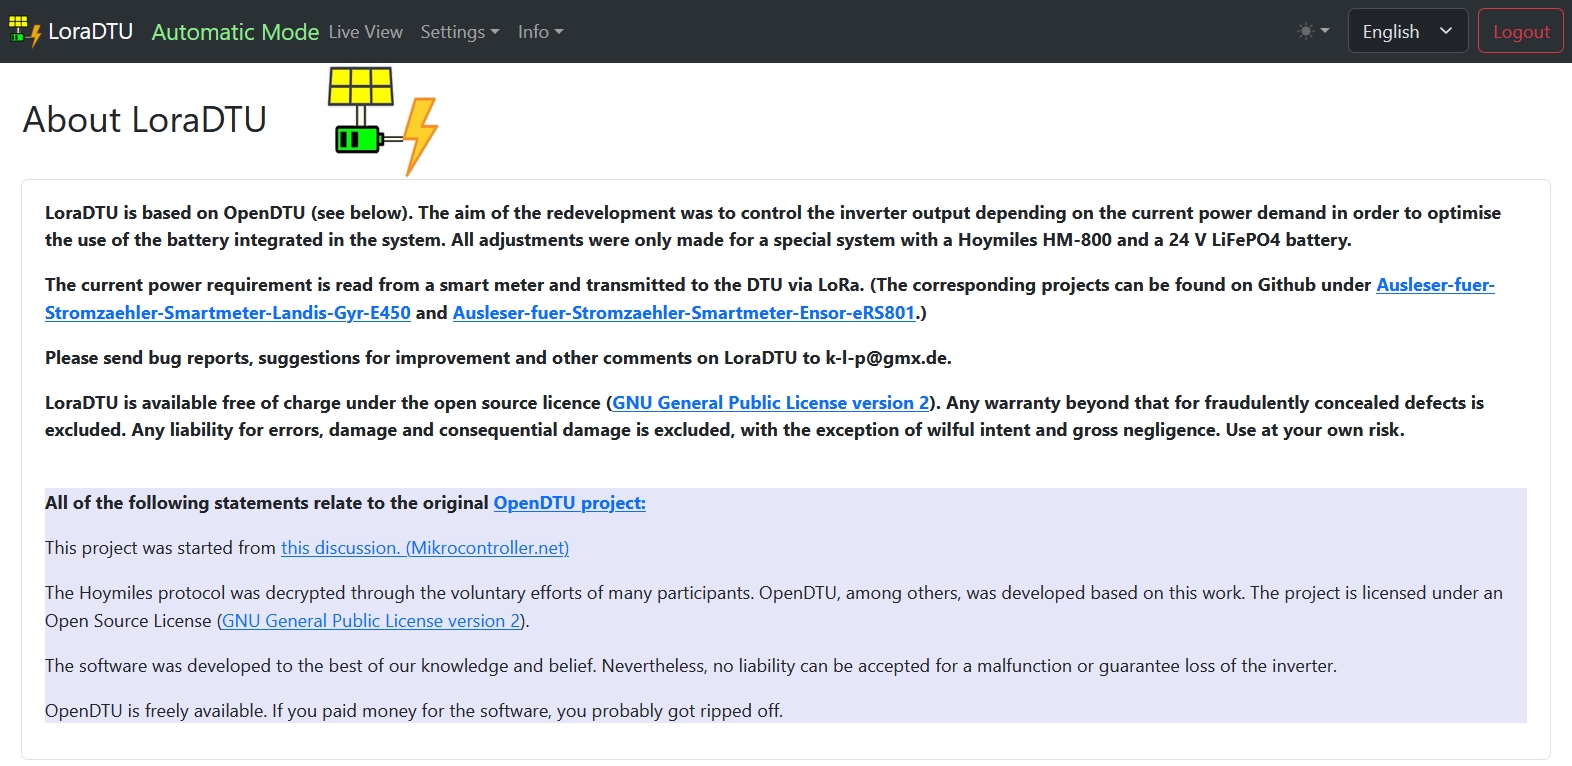 LoraDTU Automatic Mode Live View Settings Info English Logout
About LoraDTU
LoraDTU is based on OpenDTU (see below). The aim of the redevelopment was to control the inverter output depending on the current power demand in order to optimise
the use of the battery integrated in the system. All adjustments were only made for a special system with a Hoymiles HM-800 and a 24 V LiFePO4 battery.
The current power requirement is read from a smart meter and transmitted to the DTU via LoRa. (The corresponding projects can be found on Github under Ausleser-fuer-
Stromzaehler-Smartmeter-Landis-Gyr-E450 and Ausleser-fuer-Stromzaehler-Smartmeter-Ensor-eRS801.)
Please send bug reports, suggestions for improvement and other comments on LoraDTU to k-l-p@gmx.de.
LoraDTU is available free of charge under the open source licence (GNU General Public License version 2). Any warranty beyond that for fraudulently concealed defects is
excluded. Any liability for errors, damage and consequential damage is excluded, with the exception of wilful intent and gross negligence. Use at your own risk.
All of the following statements relate to the original OpenDTU project:
This project was started from this discussion. (Mikrocontroller.net)
The Hoymiles protocol was decrypted through the voluntary efforts of many participants. OpenDTU, among others, was developed based on this work. The project is licensed under an
Open Source License (GNU General Public License version 2).
The software was developed to the best of our knowledge and belief. Nevertheless, no liability can be accepted for a malfunction or guarantee loss of the inverter.
OpenDTU is freely available. If you paid money for the software, you probably got ripped off.